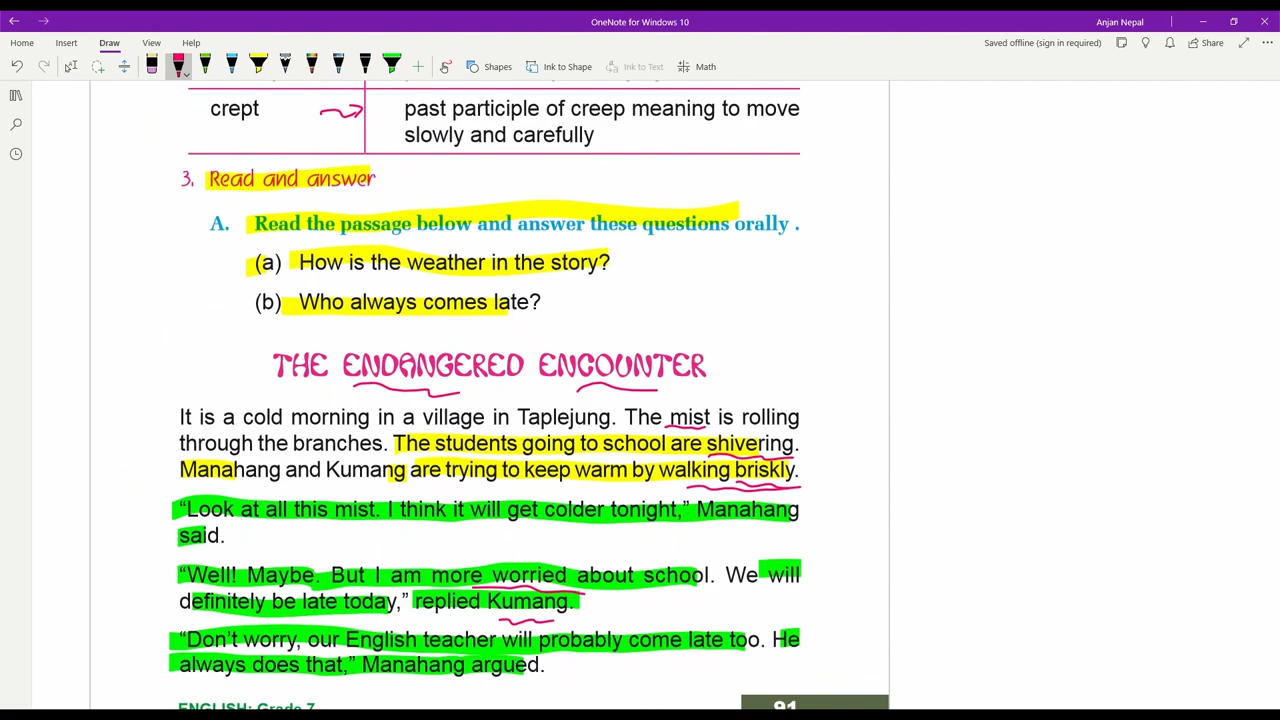 OneNote for Windows 10
Anjan Nepal
Home Insert Draw View Help
Saved offline (sign in required)
Share
Shapes
Ink to Shape
Ink to Text
Math
crept
past participle of creep meaning to move
slowly and carefully
3. Read and answer
A. Read the passage below and answer these questions orally .
(a) How is the weather in the story?
(b) Who always comes late?
THE ENDANGERED ENCOUNTER
It is a cold morning in a village in Taplejung. The mist is rolling
through the branches. The students going to school are shivering.
Manahang and Kumang are trying to keep warm by walking briskly.
“Look at all this mist. I think it will get colder tonight,” Manahang
said.
“Well! Maybe. But I am more worried about school. We will
definitely be late today,” replied Kumang.
“Don’t worry, our English teacher will probably come late too. He
always does that,” Manahang argued.
ENGLISH: Grade 7
91